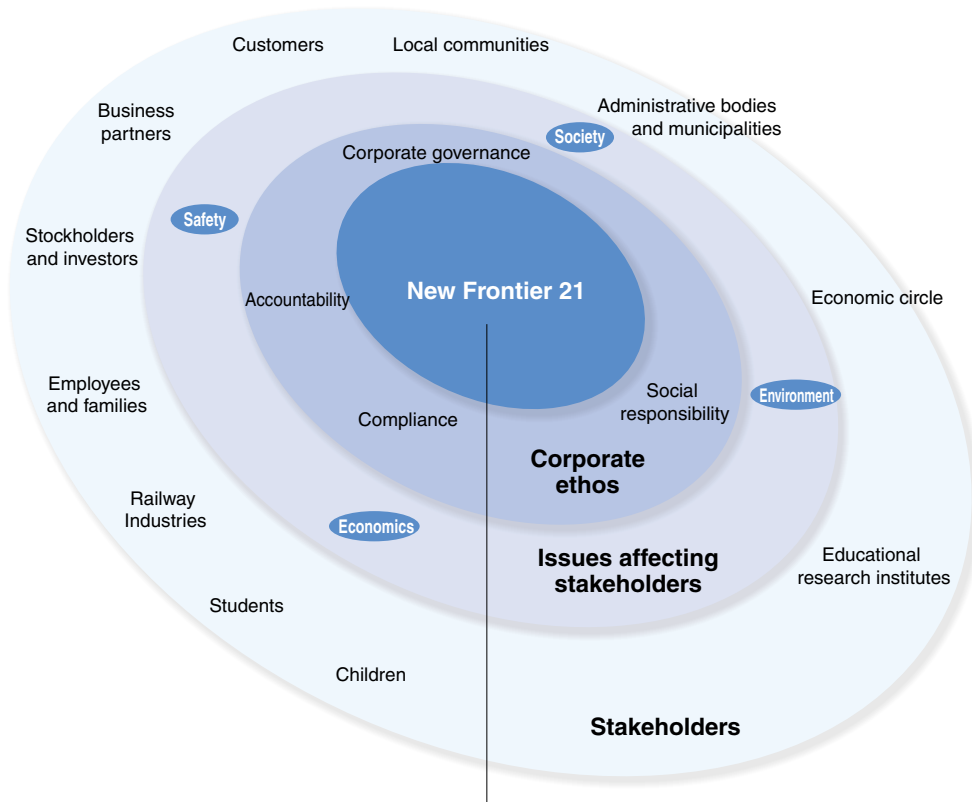 Customers
Local communities
Business
partners
Administrative bodies
and municipalities
Society
Corporate governance
Safety
Stockholders
and investors
New Frontier 21
Accountability
Economic circle
Employees
and families
Social
responsibility
Environment
Compliance
Corporate
ethos
Railway
Industries
Economics
Issues affecting
stakeholders
Educational
research institutes
Students
Children
Stakeholders